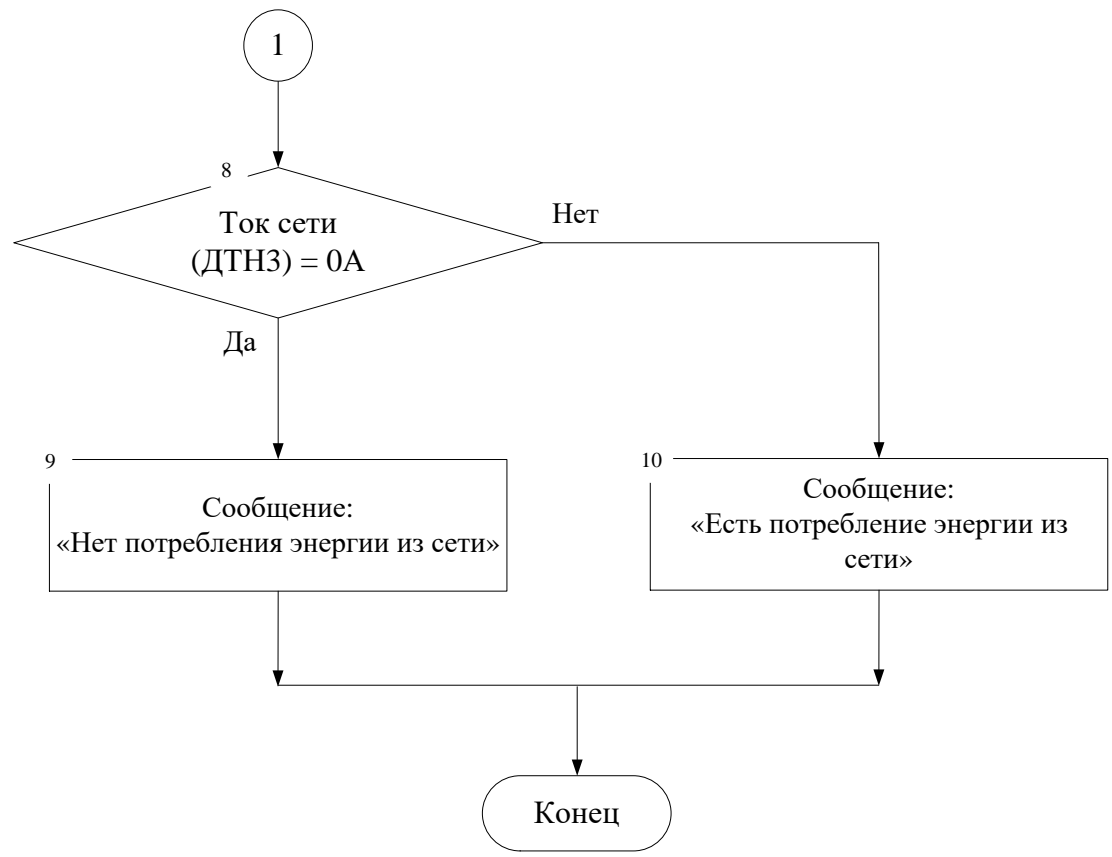 1
8
Ток сети
(ДТН3) = 0А
Нет
Да
9
Сообщение:
«Нет потребления энергии из сети»
10
Сообщение:
«Есть потребление энергии из
сети»
Конец